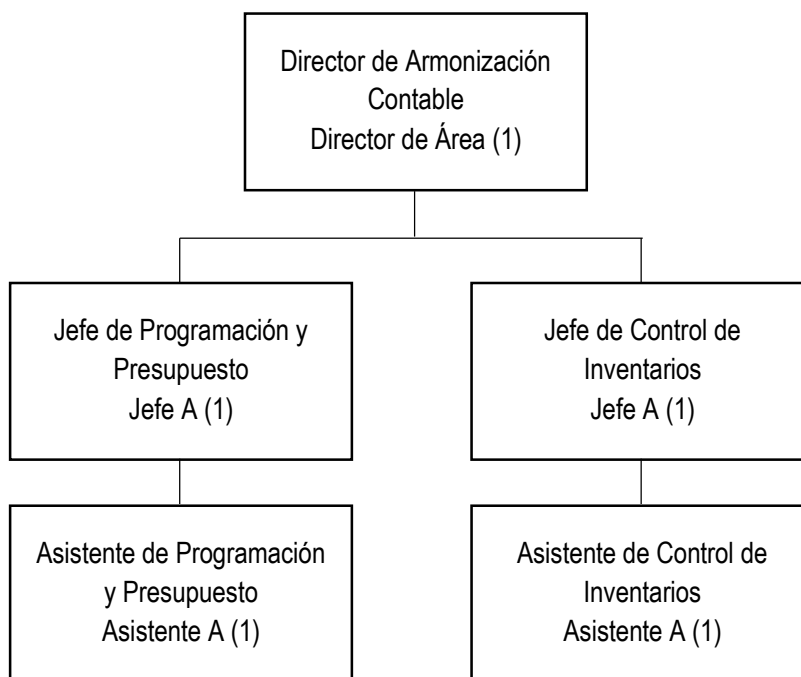 Director de Armonización
Contable
Director de Área (1)
Jefe de Programación y
Presupuesto
Jefe A (1)
Jefe de Control de
Inventarios
Jefe A (1)
Asistente de Programación
y Presupuesto
Asistente A (1)
Asistente de Control de
Inventarios
Asistente A (1)